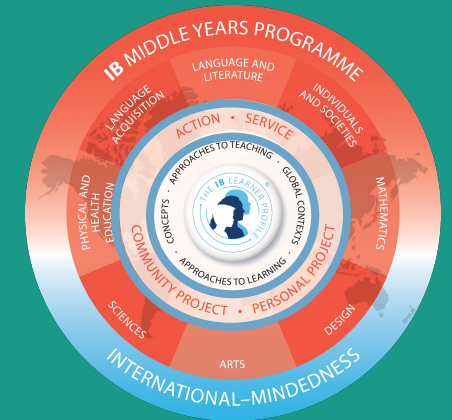 IB MIDDLE YEARS PROGRAMME
LANGUAGE AND
LITERATURE
INDIVIDUALS
AND SOCIETIES
MATHEMATICS
DESIGN
ARTS
SCIENCES
PHYSICAL AND
HEALTH
EDUCATION
LANGUAGE
ACQUISITION
ACTION • SERVICE
COMMUNITY PROJECT • PERSONAL PROJECT
APPROACHES TO TEACHING · GLOBAL CONTEXTS ·
APPROACHES TO LEARNING · CONCEPTS ·
THE IB LEARNER PROFILE ®
INTERNATIONAL–MINDEDNESS